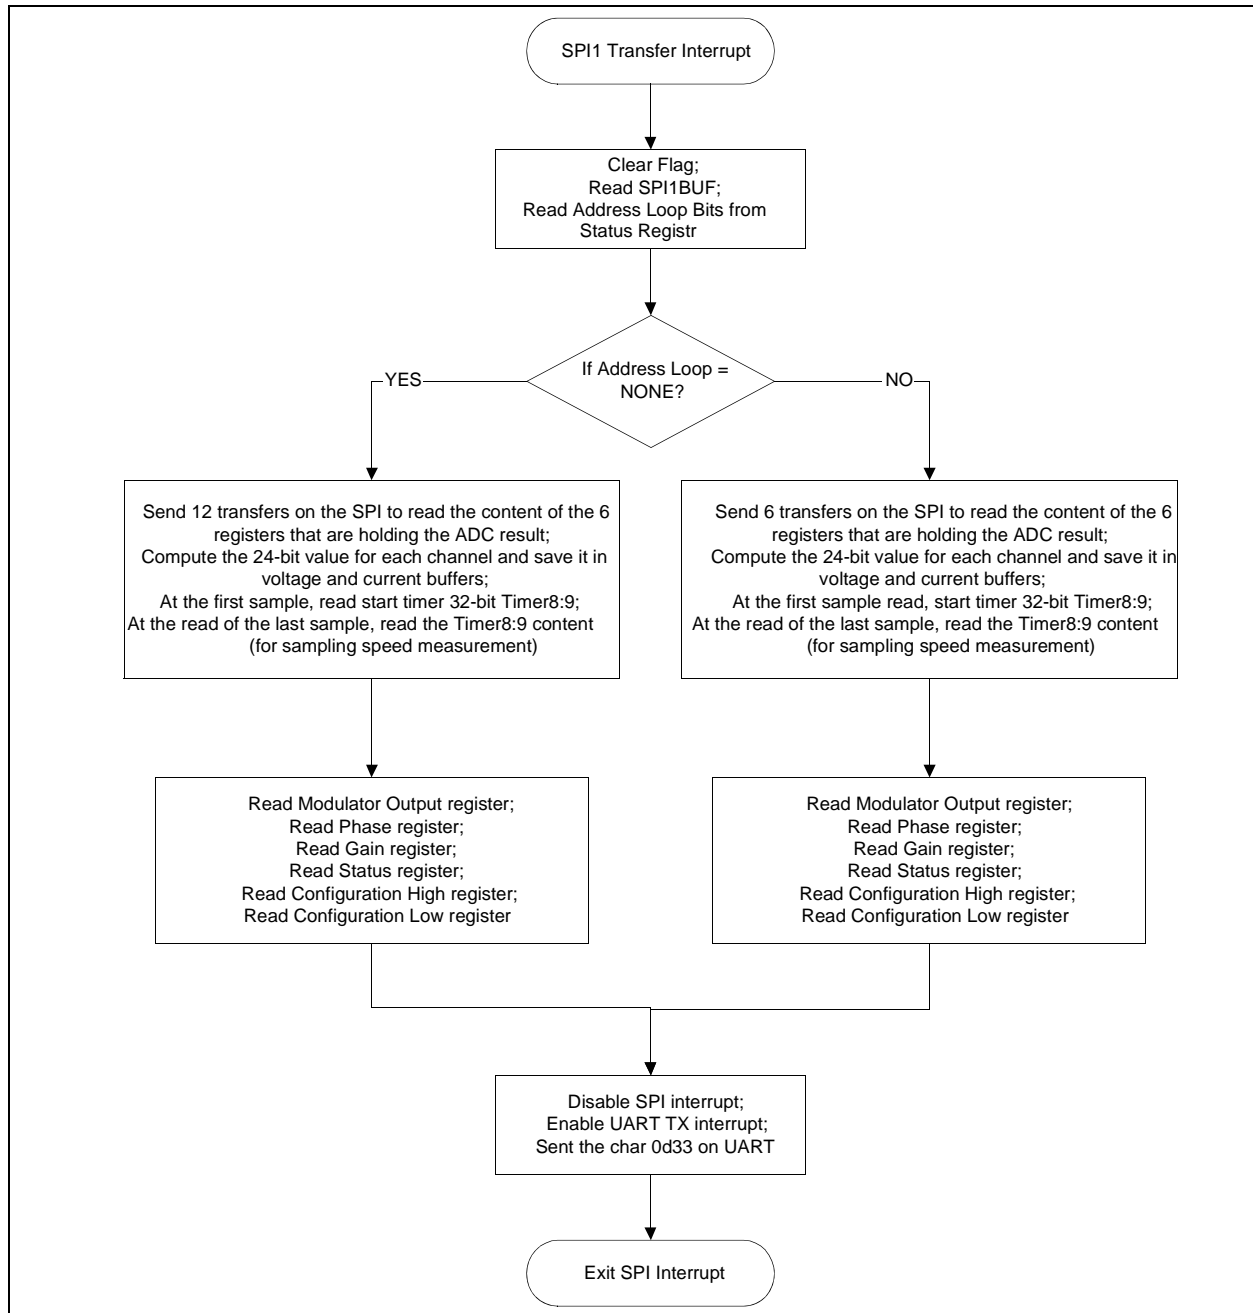 SPI1 Transfer Interrupt
Clear Flag;
Read SPI1BUF;
Read Address Loop Bits from
Status Registr
If Address Loop =
NONE?
YES
NO
Send 12 transfers on the SPI to read the content of the 6
registers that are holding the ADC result;
Compute the 24-bit value for each channel and save it in
voltage and current buffers;
At the first sample, read start timer 32-bit Timer8:9;
At the read of the last sample, read the Timer8:9 content
(for sampling speed measurement)
Send 6 transfers on the SPI to read the content of the 6
registers that are holding the ADC result;
Compute the 24-bit value for each channel and save it in
voltage and current buffers;
At the first sample read, start timer 32-bit Timer8:9;
At the read of the last sample, read the Timer8:9 content
(for sampling speed measurement)
Read Modulator Output register;
Read Phase register;
Read Gain register;
Read Status register;
Read Configuration High register;
Read Configuration Low register
Read Modulator Output register;
Read Phase register;
Read Gain register;
Read Status register;
Read Configuration High register;
Read Configuration Low register
Disable SPI interrupt;
Enable UART TX interrupt;
Sent the char 0d33 on UART
Exit SPI Interrupt